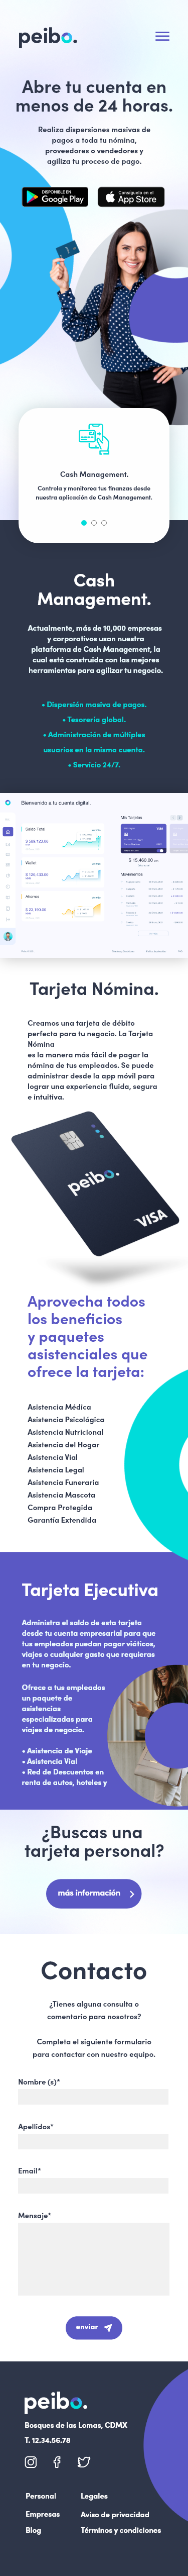 peibo.
Abre tu cuenta en
menos de 24 horas.
Realiza dispersiones masivas de
pagos a toda tu nómina,
proveedores o vendedores y
agiliza tu proceso de pago.
DISPONIBLE EN
Google Play
Consíguelo en el
App Store
Cash Management.
Controla y monitorea tus finanzas desde
nuestra aplicación de Cash Management.
Cash
Management.
Actualmente, más de 10,000 empresas
y corporativos usan nuestra
plataforma de Cash Management, la
cual está construida con las mejores
herramientas para agilizar tu negocio.
• Dispersión masiva de pagos.
• Tesorería global.
• Administración de múltiples
usuarios en la misma cuenta.
• Servicio 24/7.
Bienvenido a tu cuenta digital.
Saldo Total
Wallet
Ahorros
Mis Tarjetas
$ 15,460.00
Movimientos
Tarjeta Nómina.
Creamos una tarjeta de débito
perfecta para tu negocio. La Tarjeta
Nómina
es la manera más fácil de pagar la
nómina de tus empleados. Se puede
administrar desde la app móvil para
lograr una experiencia fluida, segura
e intuitiva.
peibo.
VISA
Aprovecha todos
los beneficios
y paquetes
asistenciales que
ofrece la tarjeta:
Asistencia Médica
Asistencia Psicológica
Asistencia Nutricional
Asistencia del Hogar
Asistencia Vial
Asistencia Legal
Asistencia Funeraria
Asistencia Mascota
Compra Protegida
Garantía Extendida
Tarjeta Ejecutiva
Administra el saldo de esta tarjeta
desde tu cuenta empresarial para que
tus empleados puedan pagar viáticos,
viajes o cualquier gasto que requieras
en tu negocio.
Ofrece a tus empleados
un paquete de
asistencias
especializadas para
viajes de negocio.
• Asistencia de Viaje
• Asistencia Vial
• Red de Descuentos en
renta de autos, hoteles y
¿Buscas una
tarjeta personal?
más información
Contacto
¿Tienes alguna consulta o
comentario para nosotros?
Completa el siguiente formulario
para contactar con nuestro equipo.
Nombre (s)*
Apellidos*
Email*
Mensaje*
enviar
peibo.
Bosques de las Lomas, CDMX
T. 12.34.56.78
Personal
Legales
Empresas
Aviso de privacidad
Blog
Términos y condiciones